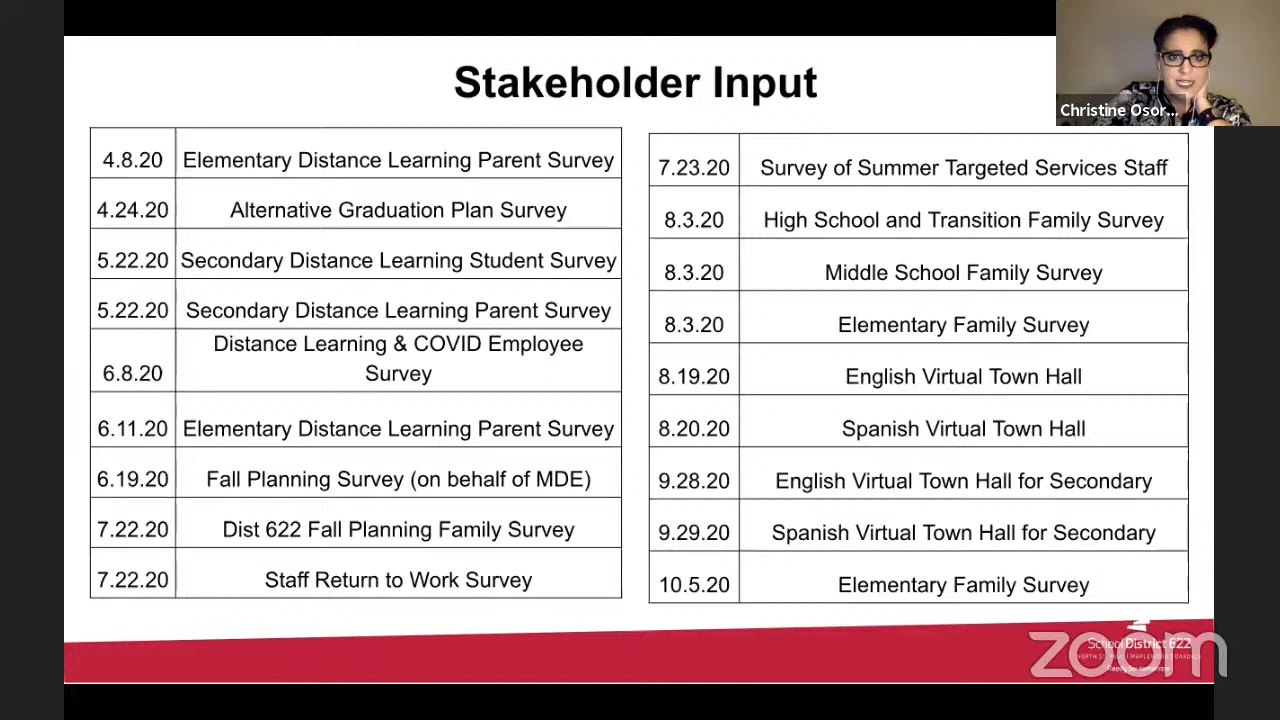 Stakeholder Input
Christine Osor...
4.8.20 Elementary Distance Learning Parent Survey
4.24.20 Alternative Graduation Plan Survey
5.22.20 Secondary Distance Learning Student Survey
5.22.20 Secondary Distance Learning Parent Survey
6.8.20 Distance Learning & COVID Employee
Survey
6.11.20 Elementary Distance Learning Parent Survey
6.19.20 Fall Planning Survey (on behalf of MDE)
7.22.20 Dist 622 Fall Planning Family Survey
7.22.20 Staff Return to Work Survey
7.23.20 Survey of Summer Targeted Services Staff
8.3.20 High School and Transition Family Survey
8.3.20 Middle School Family Survey
8.3.20 Elementary Family Survey
8.19.20 English Virtual Town Hall
8.20.20 Spanish Virtual Town Hall
9.28.20 English Virtual Town Hall for Secondary
9.29.20 Spanish Virtual Town Hall for Secondary
10.5.20 Elementary Family Survey
School District 622
zoom
Ready for tomorrow